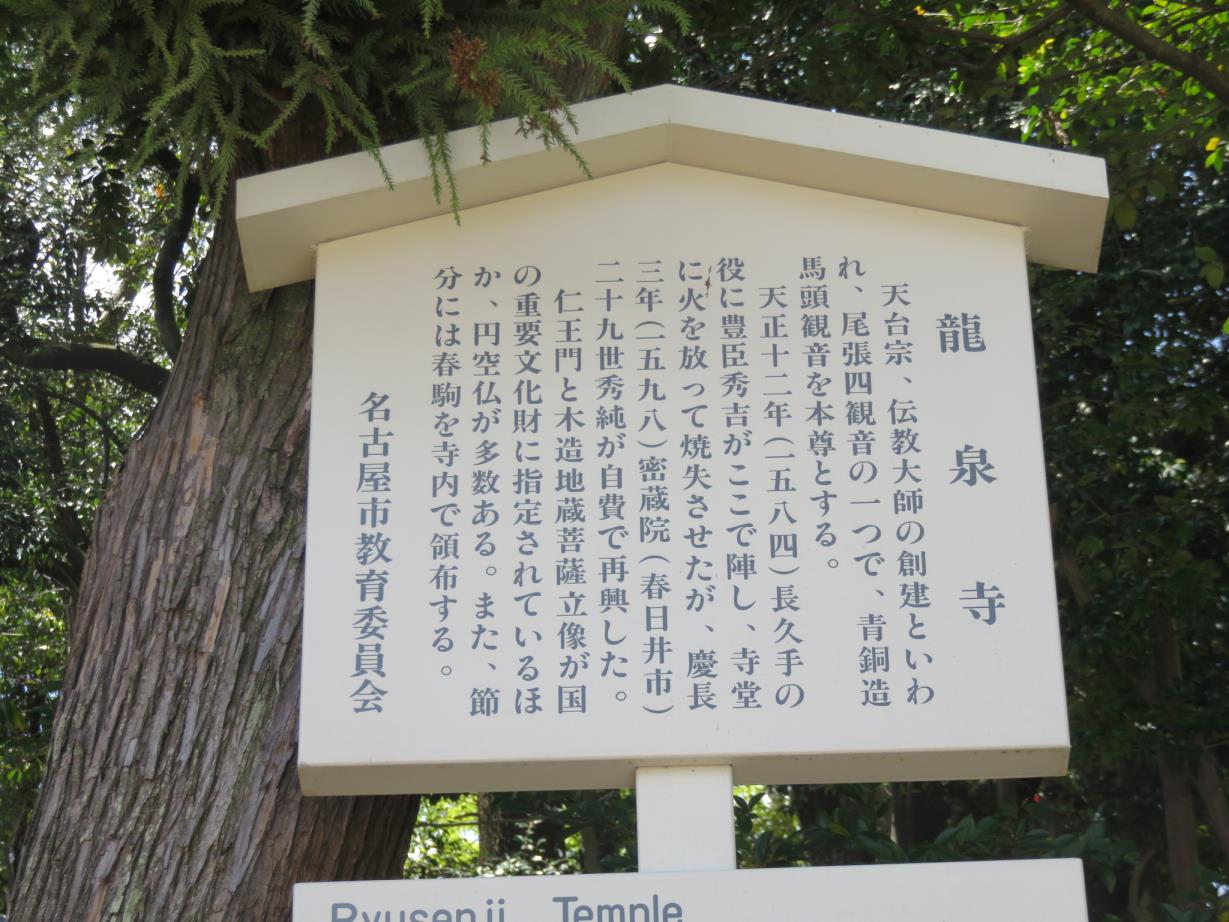 龍泉寺
天台宗、伝教大師の創建といわ
れ、尾張四観音の一つで、青銅造
馬頭観音を本尊とする。
天正十二年(一五八四)長久手の
役に豊臣秀吉がここで陣し、寺堂
に火を放って焼失させたが、慶長
三年(一五九八)密蔵院(春日井市)
二十九世秀純が自費で再興した。
仁王門と木造地蔵菩薩立像が国
の重要文化財に指定されているほ
か、円空仏が多数ある。また、節
分には春駒を寺内で領布する。
名古屋市教育委員会
Ryusenji Temple